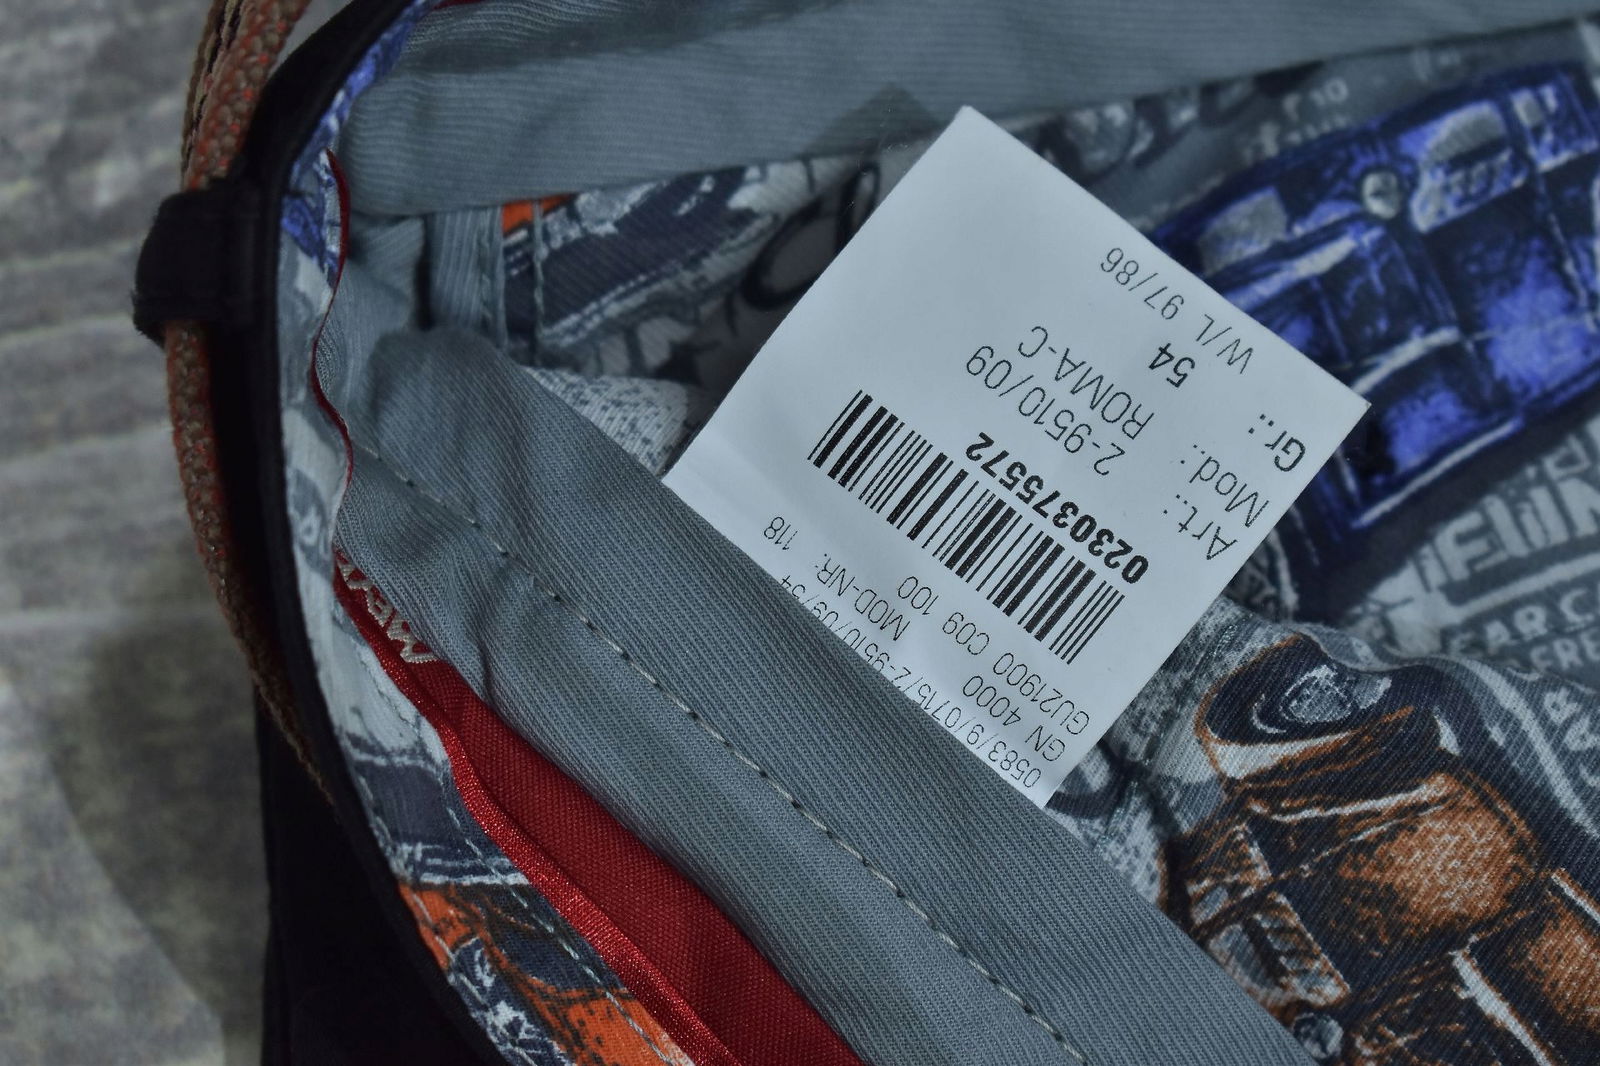 Art.: 2-9510/09
Mod.: ROMA-C
Gr.: 54
W/L 97/86
0230375572
GU21900 C09 100
GN 4000 MOD-NR. 118
0583/9/0715/2-9510/09/54